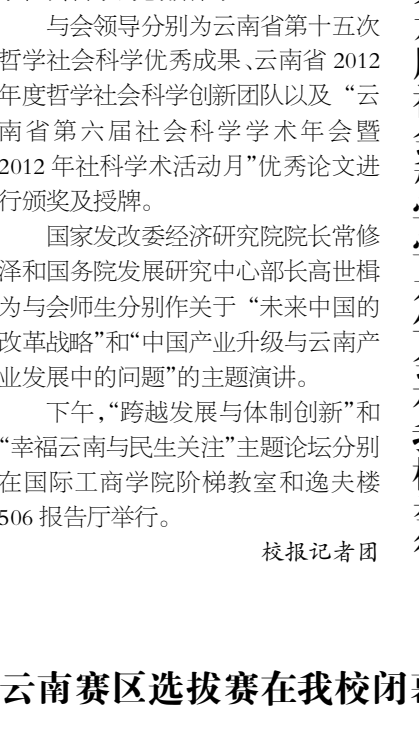 与会领导分别为云南省第十五次
哲学社会科学优秀成果、云南省 2012
年度哲学社会科学创新团队以及“云
南省第六届社会科学学术年会暨
2012 年社科学术活动月”优秀论文进
行颁奖及授牌。
国家发改委经济研究院院长常修
泽和国务院发展研究中心部长高世楫
为与会师生分别作关于“未来中国的
改革战略”和“中国产业升级与云南产
业发展中的问题”的主题演讲。
下午，“跨越发展与体制创新”和
“幸福云南与民生关注”主题论坛分别
在国际工商学院阶梯教室和逸夫楼
506 报告厅举行。
校报记者团
云南赛区选拔赛在我校闭